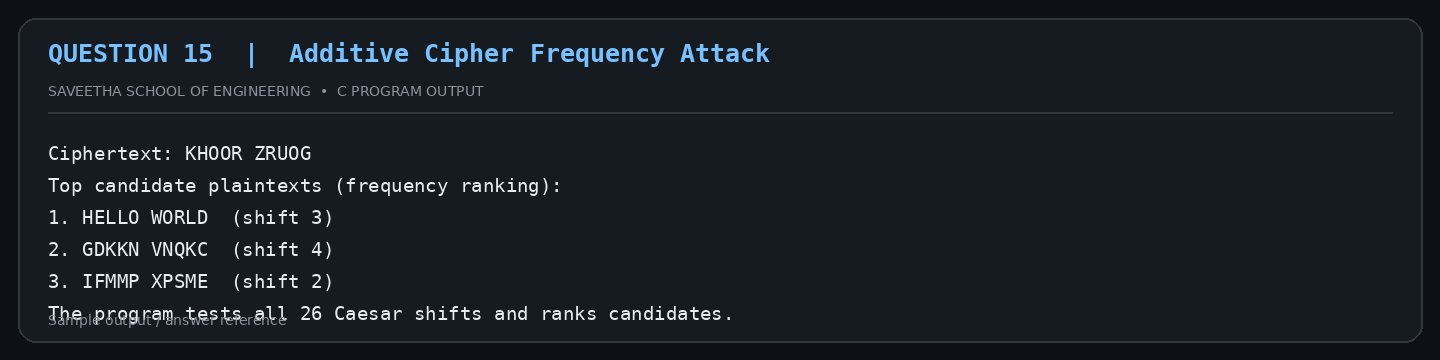 QUESTION 15  |  Additive Cipher Frequency Attack
SAVEETHA SCHOOL OF ENGINEERING • C PROGRAM OUTPUT
Ciphertext: KHOOR ZRUOG
Top candidate plaintexts (frequency ranking):
1. HELLO WORLD  (shift 3)
2. GDKKN VNQKC  (shift 4)
3. IFMMP XPSME  (shift 2)
The program tests all 26 Caesar shifts and ranks candidates.
Sample output / answer reference